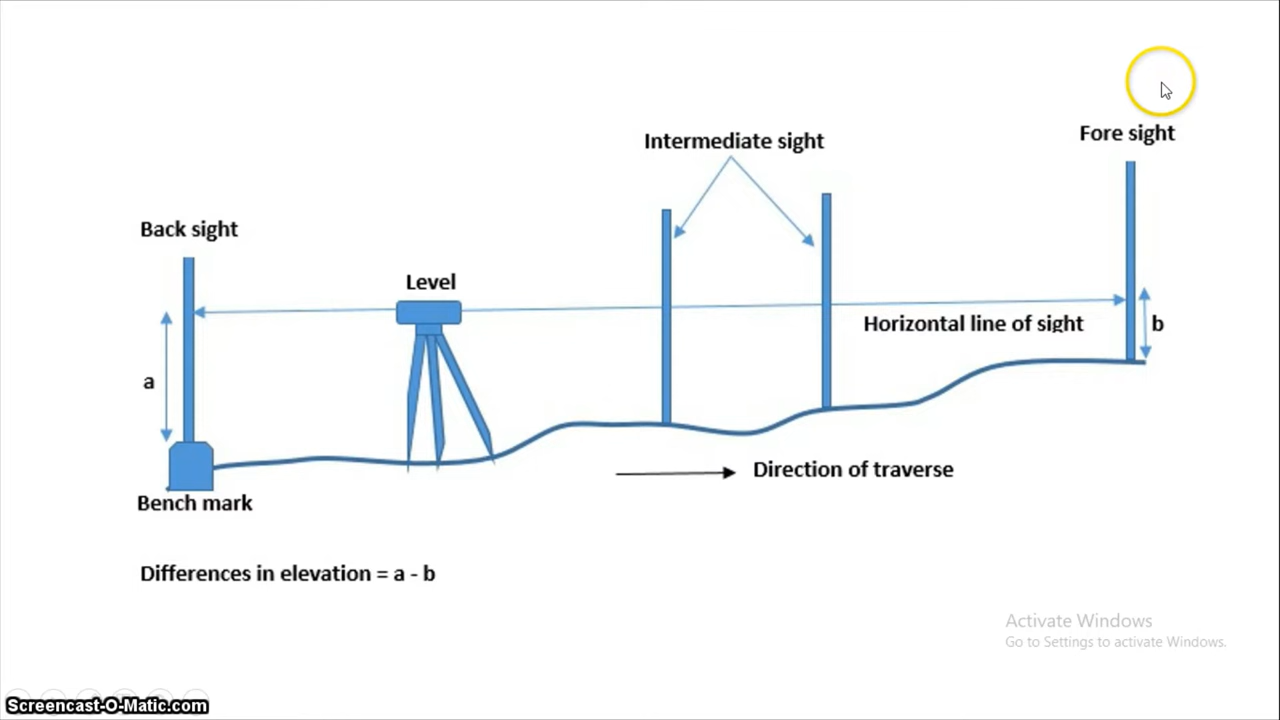 Fore sight
Intermediate sight
Back sight
Level
Horizontal line of sight
b
a
Direction of traverse
Bench mark
Differences in elevation = a - b
Activate Windows
Go to Settings to activate Windows.
Screencast-O-Matic.com